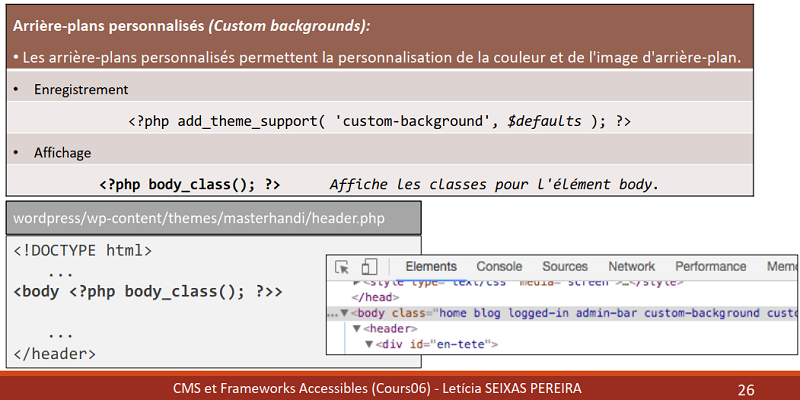 Arrière-plans personnalisés (Custom backgrounds):
• Les arrière-plans personnalisés permettent la personnalisation de la couleur et de l'image d'arrière-plan.
• Enregistrement
<?php add_theme_support( 'custom-background', $defaults ); ?>
• Affichage
<?php body_class(); ?> Affiche les classes pour l'élément body.
wordpress/wp-content/themes/masterhandi/header.php
<!DOCTYPE html>
...
<body <?php body_class(); ?>>
...
</header>
Elements Console Sources Network Performance Memo
▶<style type="text/css" media="screen">…</style>
</head>
...▼<body class="home blog logged-in admin-bar custom-background custo
▼<header>
▼<div id="en-tete">
CMS et Frameworks Accessibles (Cours06) - Letícia SEIXAS PEREIRA 26